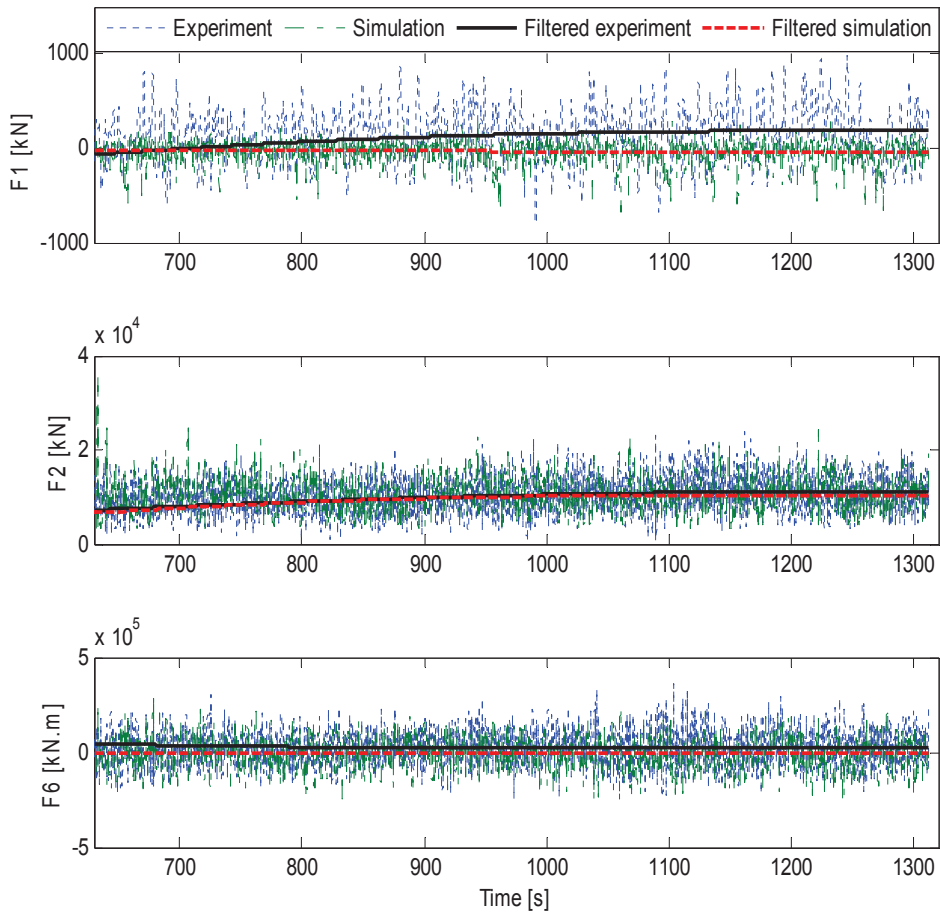 Experiment Simulation Filtered experiment Filtered simulation
1000
0
-1000
F1 [kN]
700 800 900 1000 1100 1200 1300
x 10^4
4
2
0
F2 [kN]
700 800 900 1000 1100 1200 1300
x 10^5
5
0
-5
F6 [kN.m]
700 800 900 1000 1100 1200 1300
Time [s]